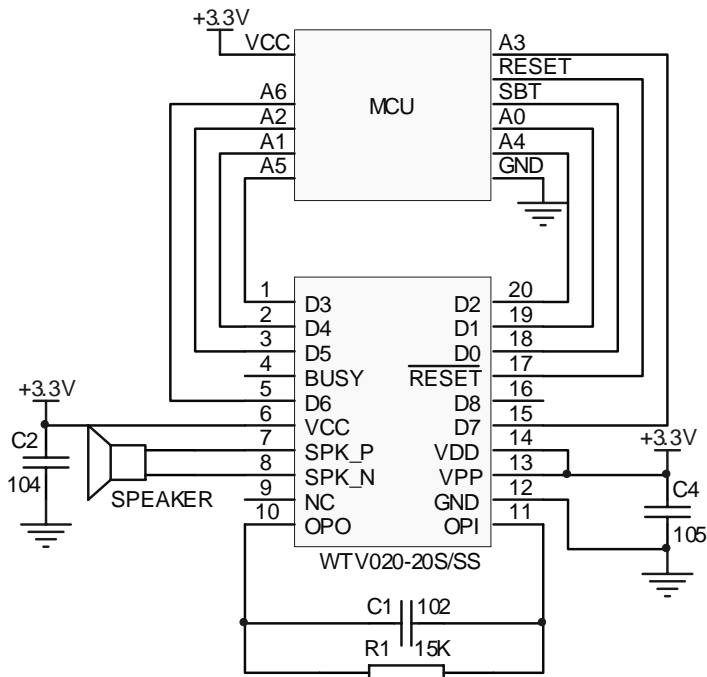 +3.3V
VCC
A3
RESET
A6
SBT
A2
MCU
A0
A1
A4
A5
GND
1 D3 D2 20
2 D4 D1 19
3 D5 D0 18
4 BUSY RESET 17
5 D6 D8 16
6 VCC D7 15
7 SPK_P VDD 14
8 SPK_N VPP 13
9 NC GND 12
10 OPO OPI 11
+3.3V
C2
104
SPEAKER
+3.3V
C4
105
WTV020-20S/SS
C1 102
R1 15K